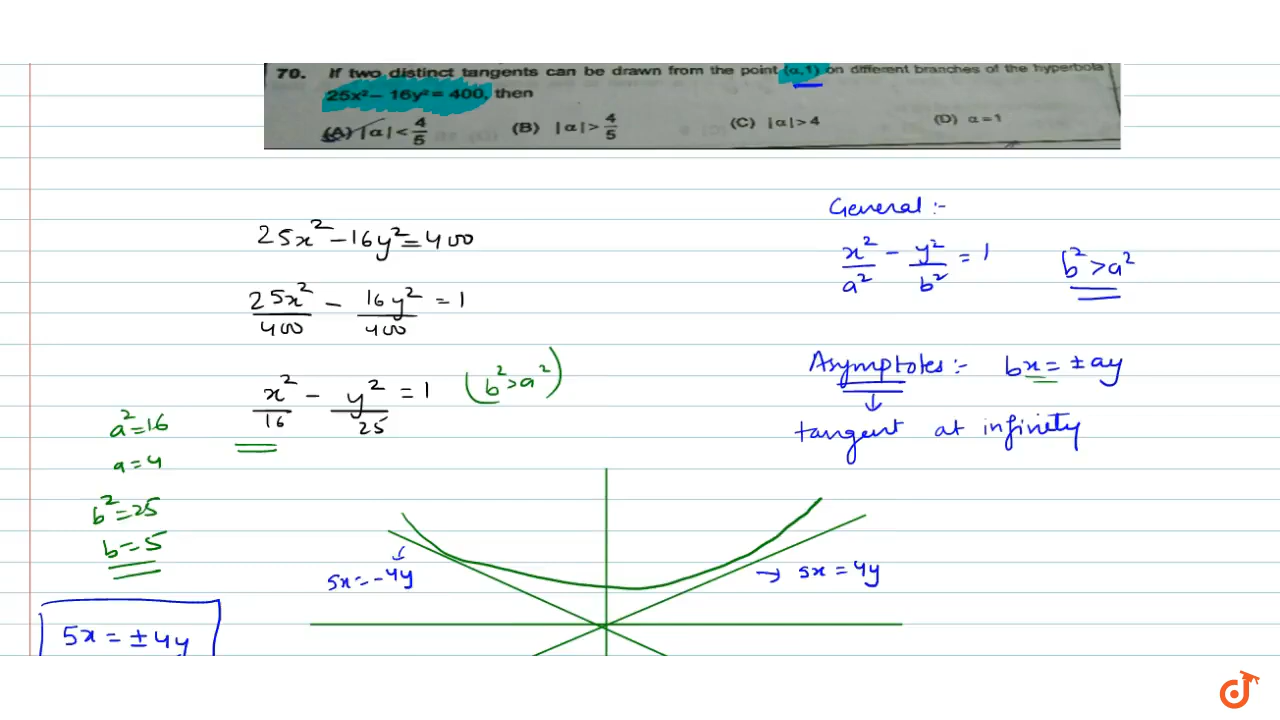 70. If two distinct tangents can be drawn from the point (α, 1) on different branches of the hyperbola
25x² – 16y² = 400, then
(A) |α| < 4/5 (B) |α| > 4/5 (C) |α| > 4 (D) α = 1
25x² - 16y² = 400
25x²/400 - 16y²/400 = 1
x²/16 - y²/25 = 1 (b² > a²)
a² = 16
a = 4
b² = 25
b = 5
5x = ± 4y
General :-
x²/a² - y²/b² = 1 b² > a²
Asymptotes :- bx = ± ay
↓
tangent at infinity
5x = -4y
→ 5x = 4y